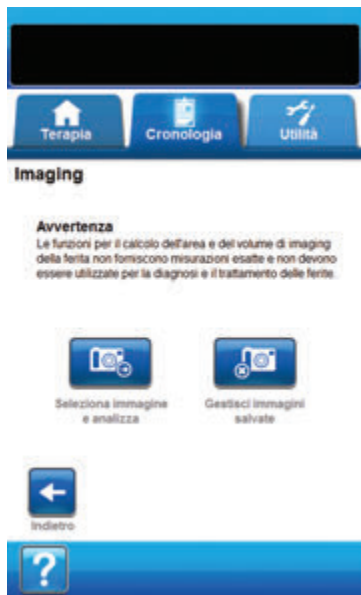 Terapia Cronologia Utilità
Imaging
Avvertenza
Le funzioni per il calcolo dell'area e del volume di imaging
della ferita non forniscono misurazioni esatte e non devono
essere utilizzate per la diagnosi e il trattamento delle ferite.
Seleziona immagine Gestisci immagini
e analizza salvate
Indietro
?